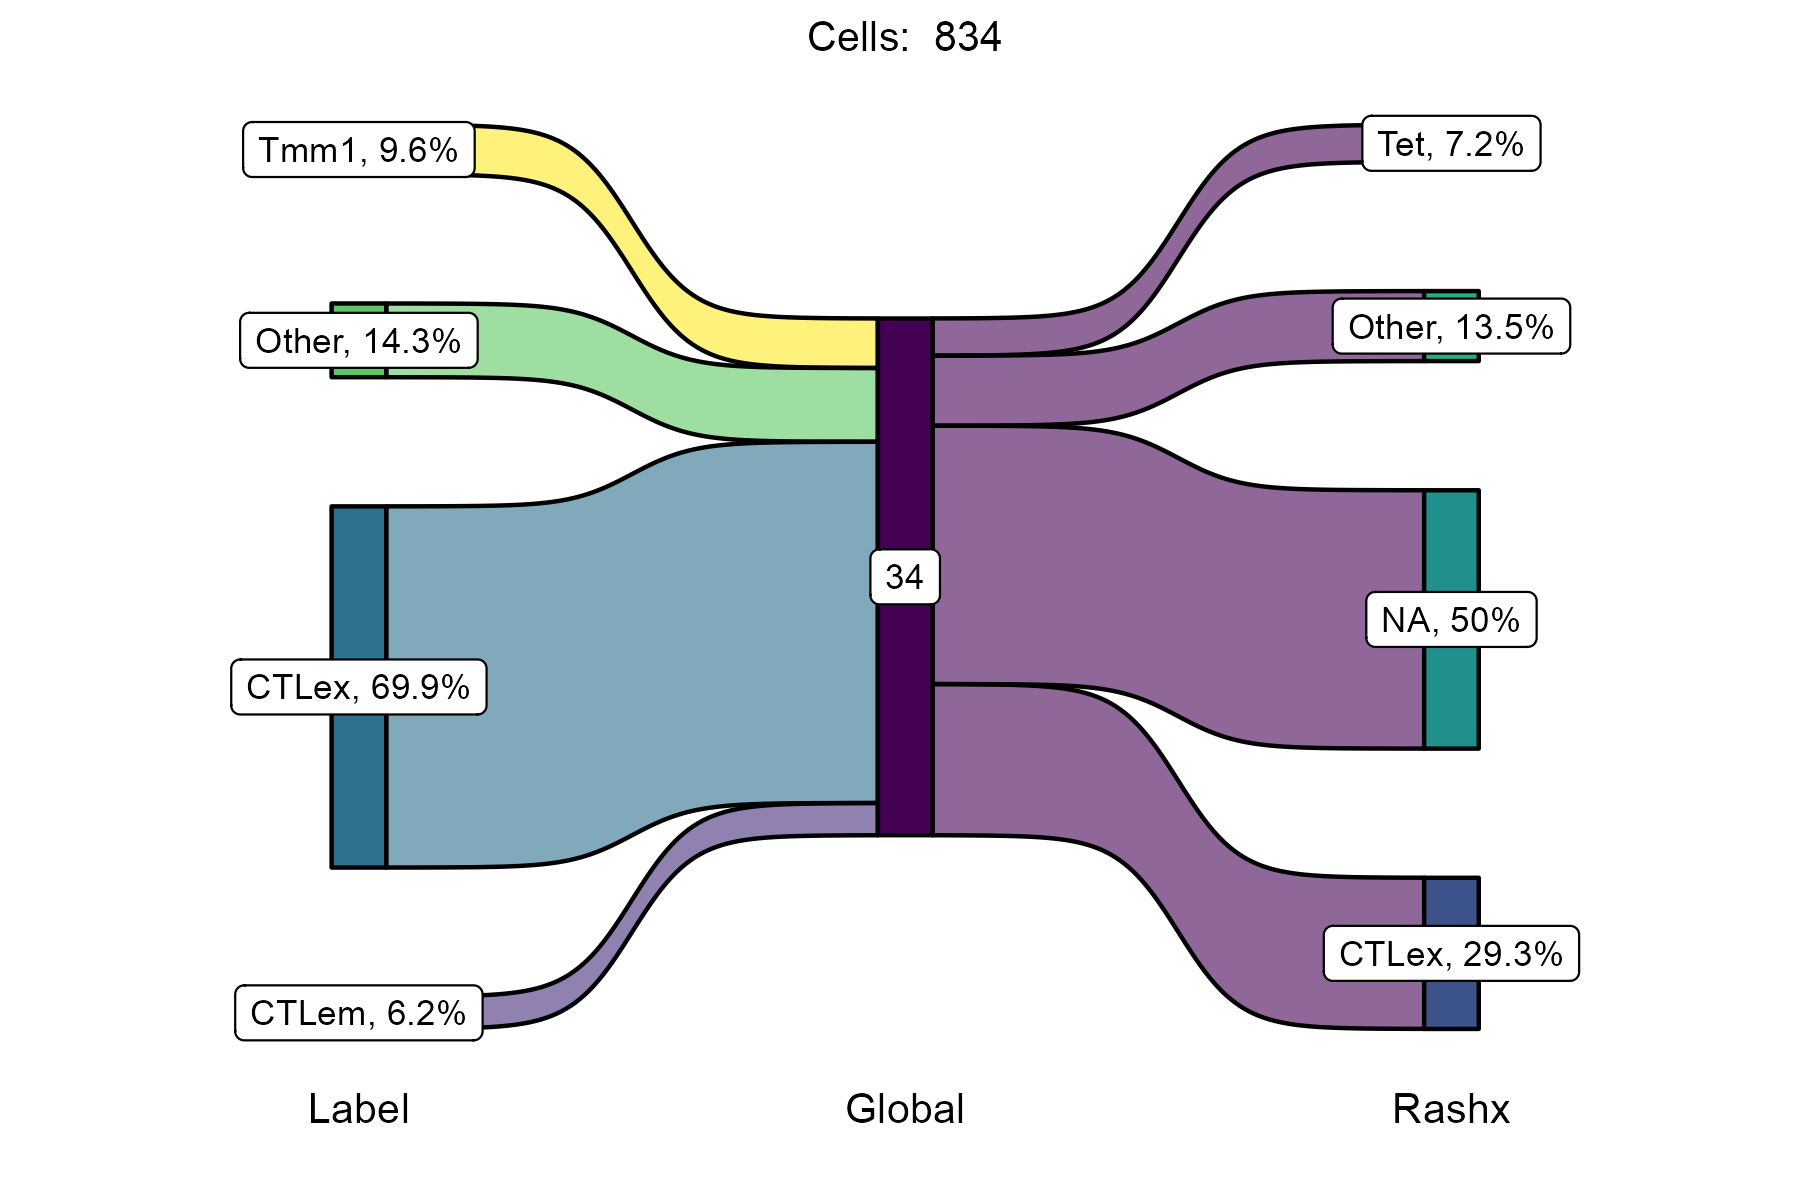 Cells:  834
Tmm1, 9.6%
Other, 14.3%
CTLex, 69.9%
CTLem, 6.2%
34
Tet, 7.2%
Other, 13.5%
NA, 50%
CTLex, 29.3%
Label
Global
Rashx